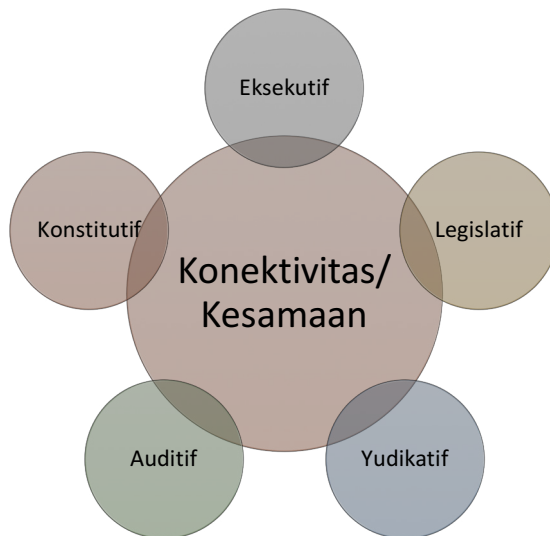 Eksekutif
Konstitutif
Legislatif
Konektivitas/
Kesamaan
Auditif
Yudikatif